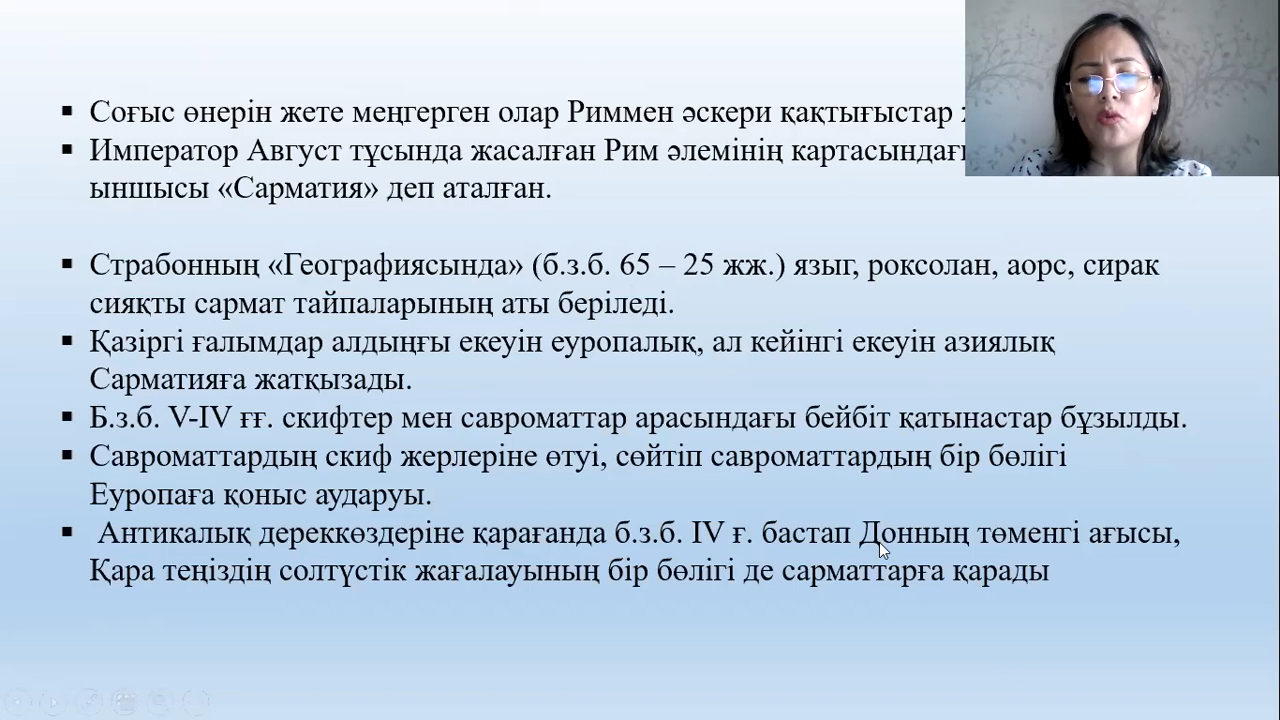 ▪ Соғыс өнерін жете меңгерген олар Риммен әскери қақтығыстар
▪ Император Август тұсында жасалған Рим әлемінің картасындағы
ыншысы «Сарматия» деп аталған.
▪ Страбонның «Географиясында» (б.з.б. 65 – 25 жж.) языг, роксолан, аорс, сирак
сияқты сармат тайпаларының аты беріледі.
▪ Қазіргі ғалымдар алдыңғы екеуін еуропалық, ал кейінгі екеуін азиялық
Сарматияға жатқызады.
▪ Б.з.б. V-IV ғғ. скифтер мен савроматтар арасындағы бейбіт қатынастар бұзылды.
▪ Савроматтардың скиф жерлеріне өтуі, сөйтіп савроматтардың бір бөлігі
Еуропаға қоныс аударуы.
▪ Антикалық дереккөздеріне қарағанда б.з.б. IV ғ. бастап Донның төменгі ағысы,
Қара теңіздің солтүстік жағалауының бір бөлігі де сарматтарға қарады